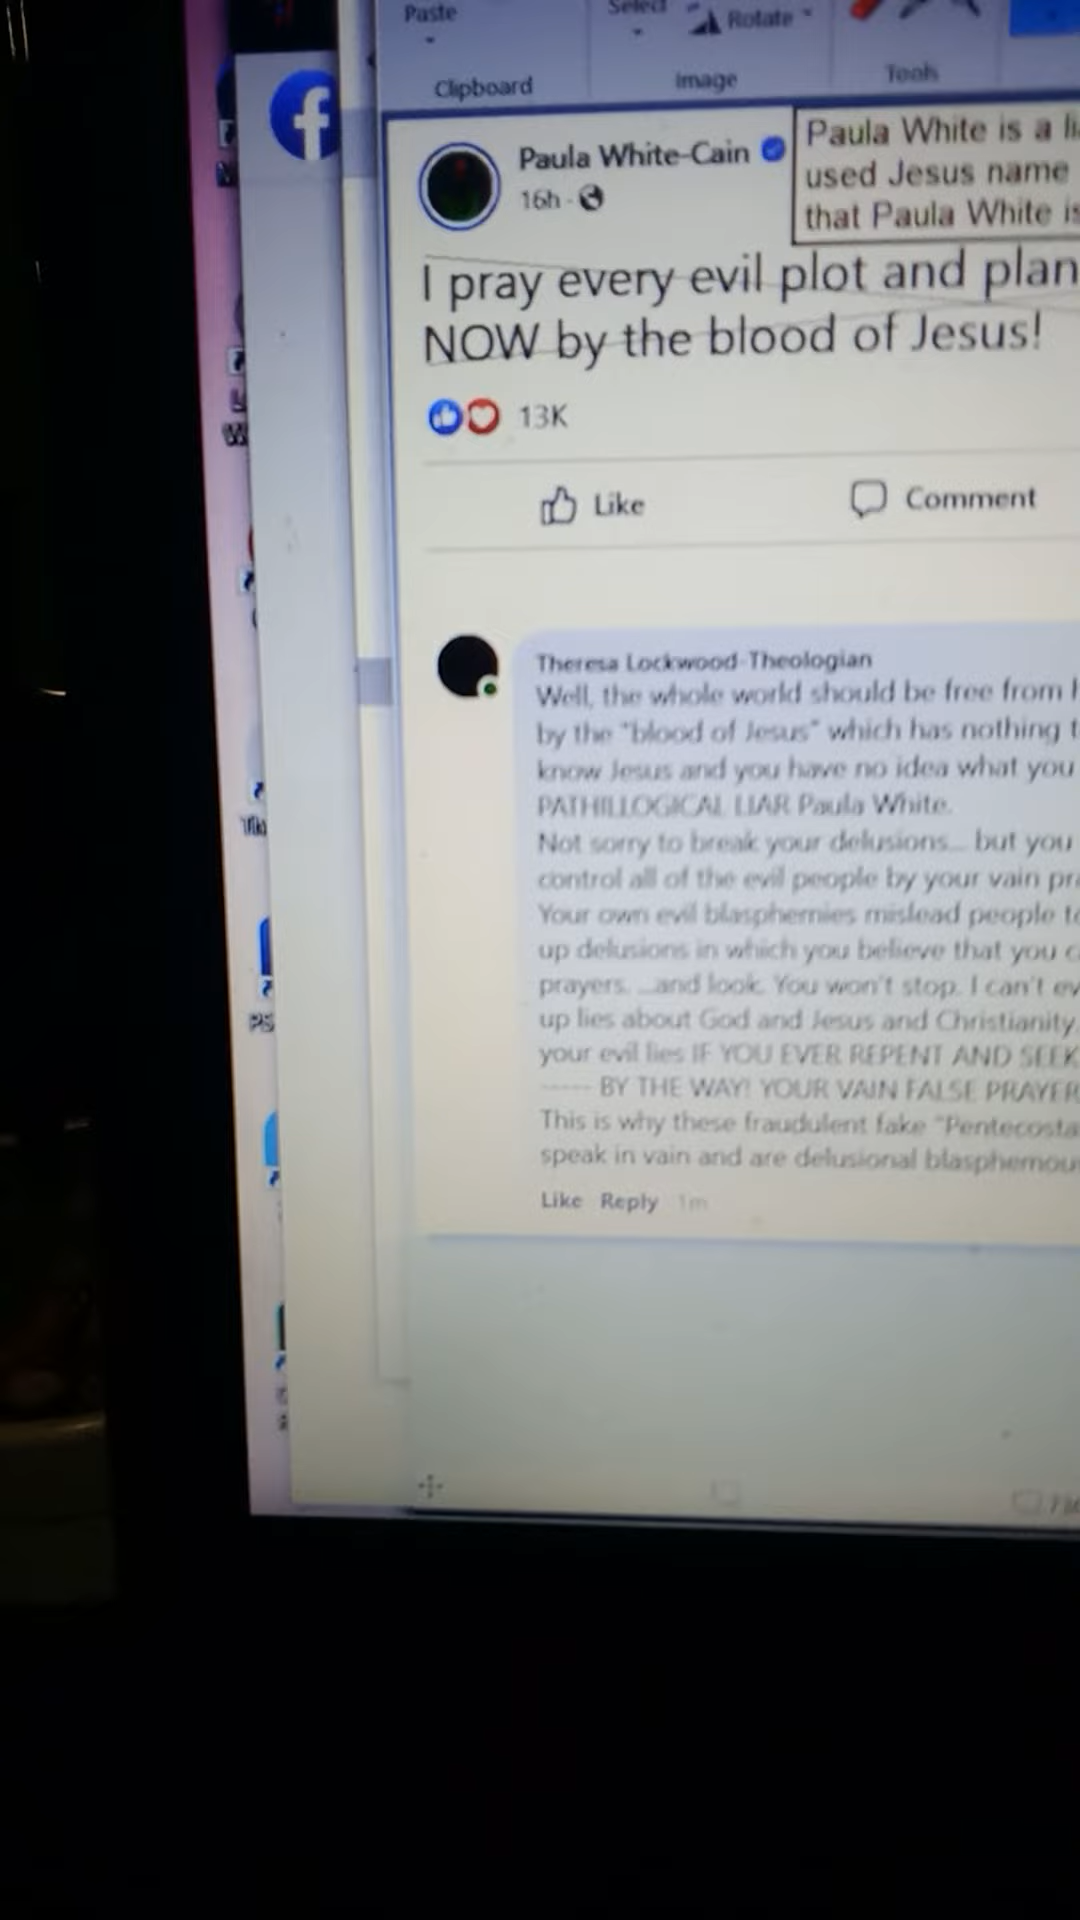 Paste
Select
Rotate
Clipboard
Image
Tools
Paula White-Cain
16h
Paula White is a
used Jesus name
that Paula White is
I pray every evil plot and plan
NOW by the blood of Jesus!
13K
Like
Comment
Theresa Lockwood-Theologian
Well, the whole world should be free from
by the "blood of Jesus" which has nothing
know Jesus and you have no idea what you
PATHILLOGICAL LIAR Paula White.
Not sorry to break your delusions... but you
control all of the evil people by your vain
Your own evil blasphemies mislead people
up delusions in which you believe that you
prayers. ...and look. You won't stop. I can't
up lies about God and Jesus and Christianity,
your evil lies IF YOU EVER REPENT AND SEEK
----- BY THE WAY! YOUR VAIN FALSE PRAYER
This is why these fraudulent fake "Pentecosta
speak in vain and are delusional blasphemou
Like Reply 1m
PS